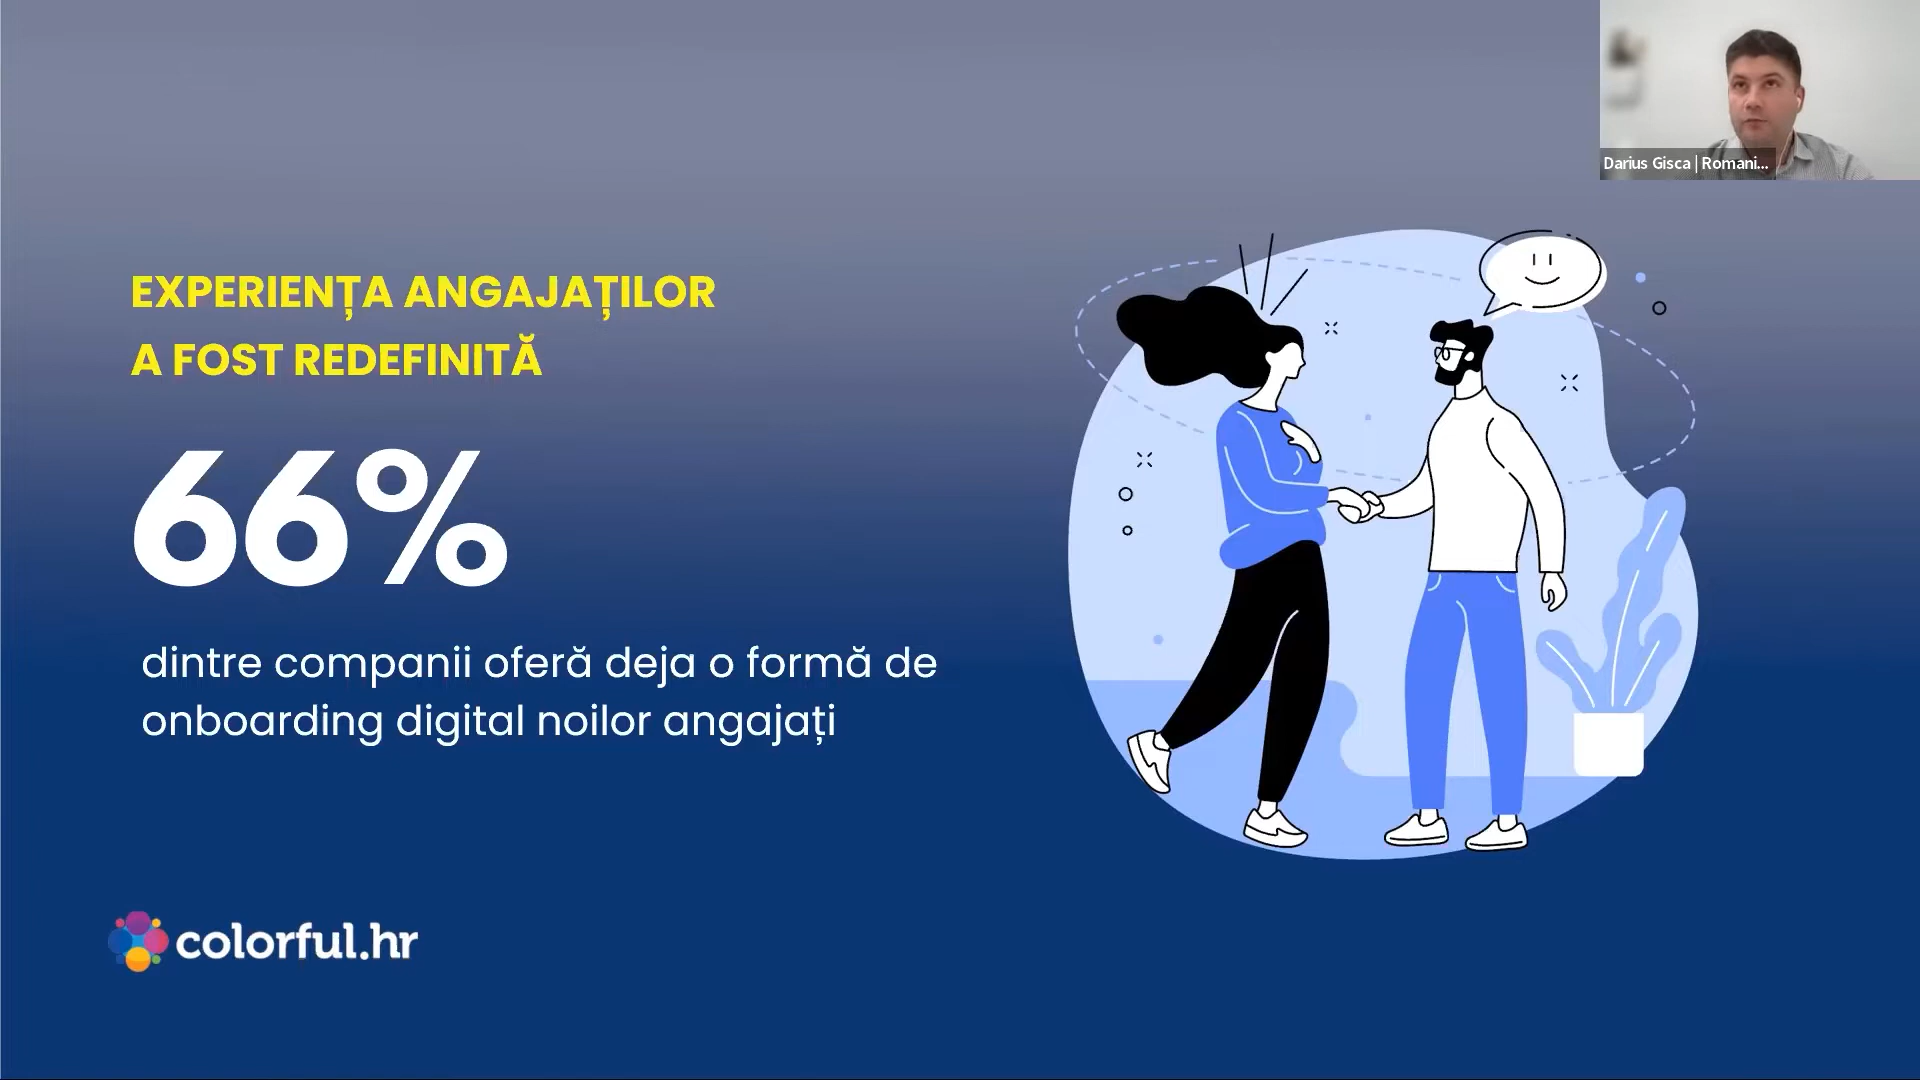 Darius Gisca | Romani...
EXPERIENȚA ANGAJAȚILOR
A FOST REDEFINITĂ
66%
dintre companii oferă deja o formă de
onboarding digital noilor angajați
colorful.hr